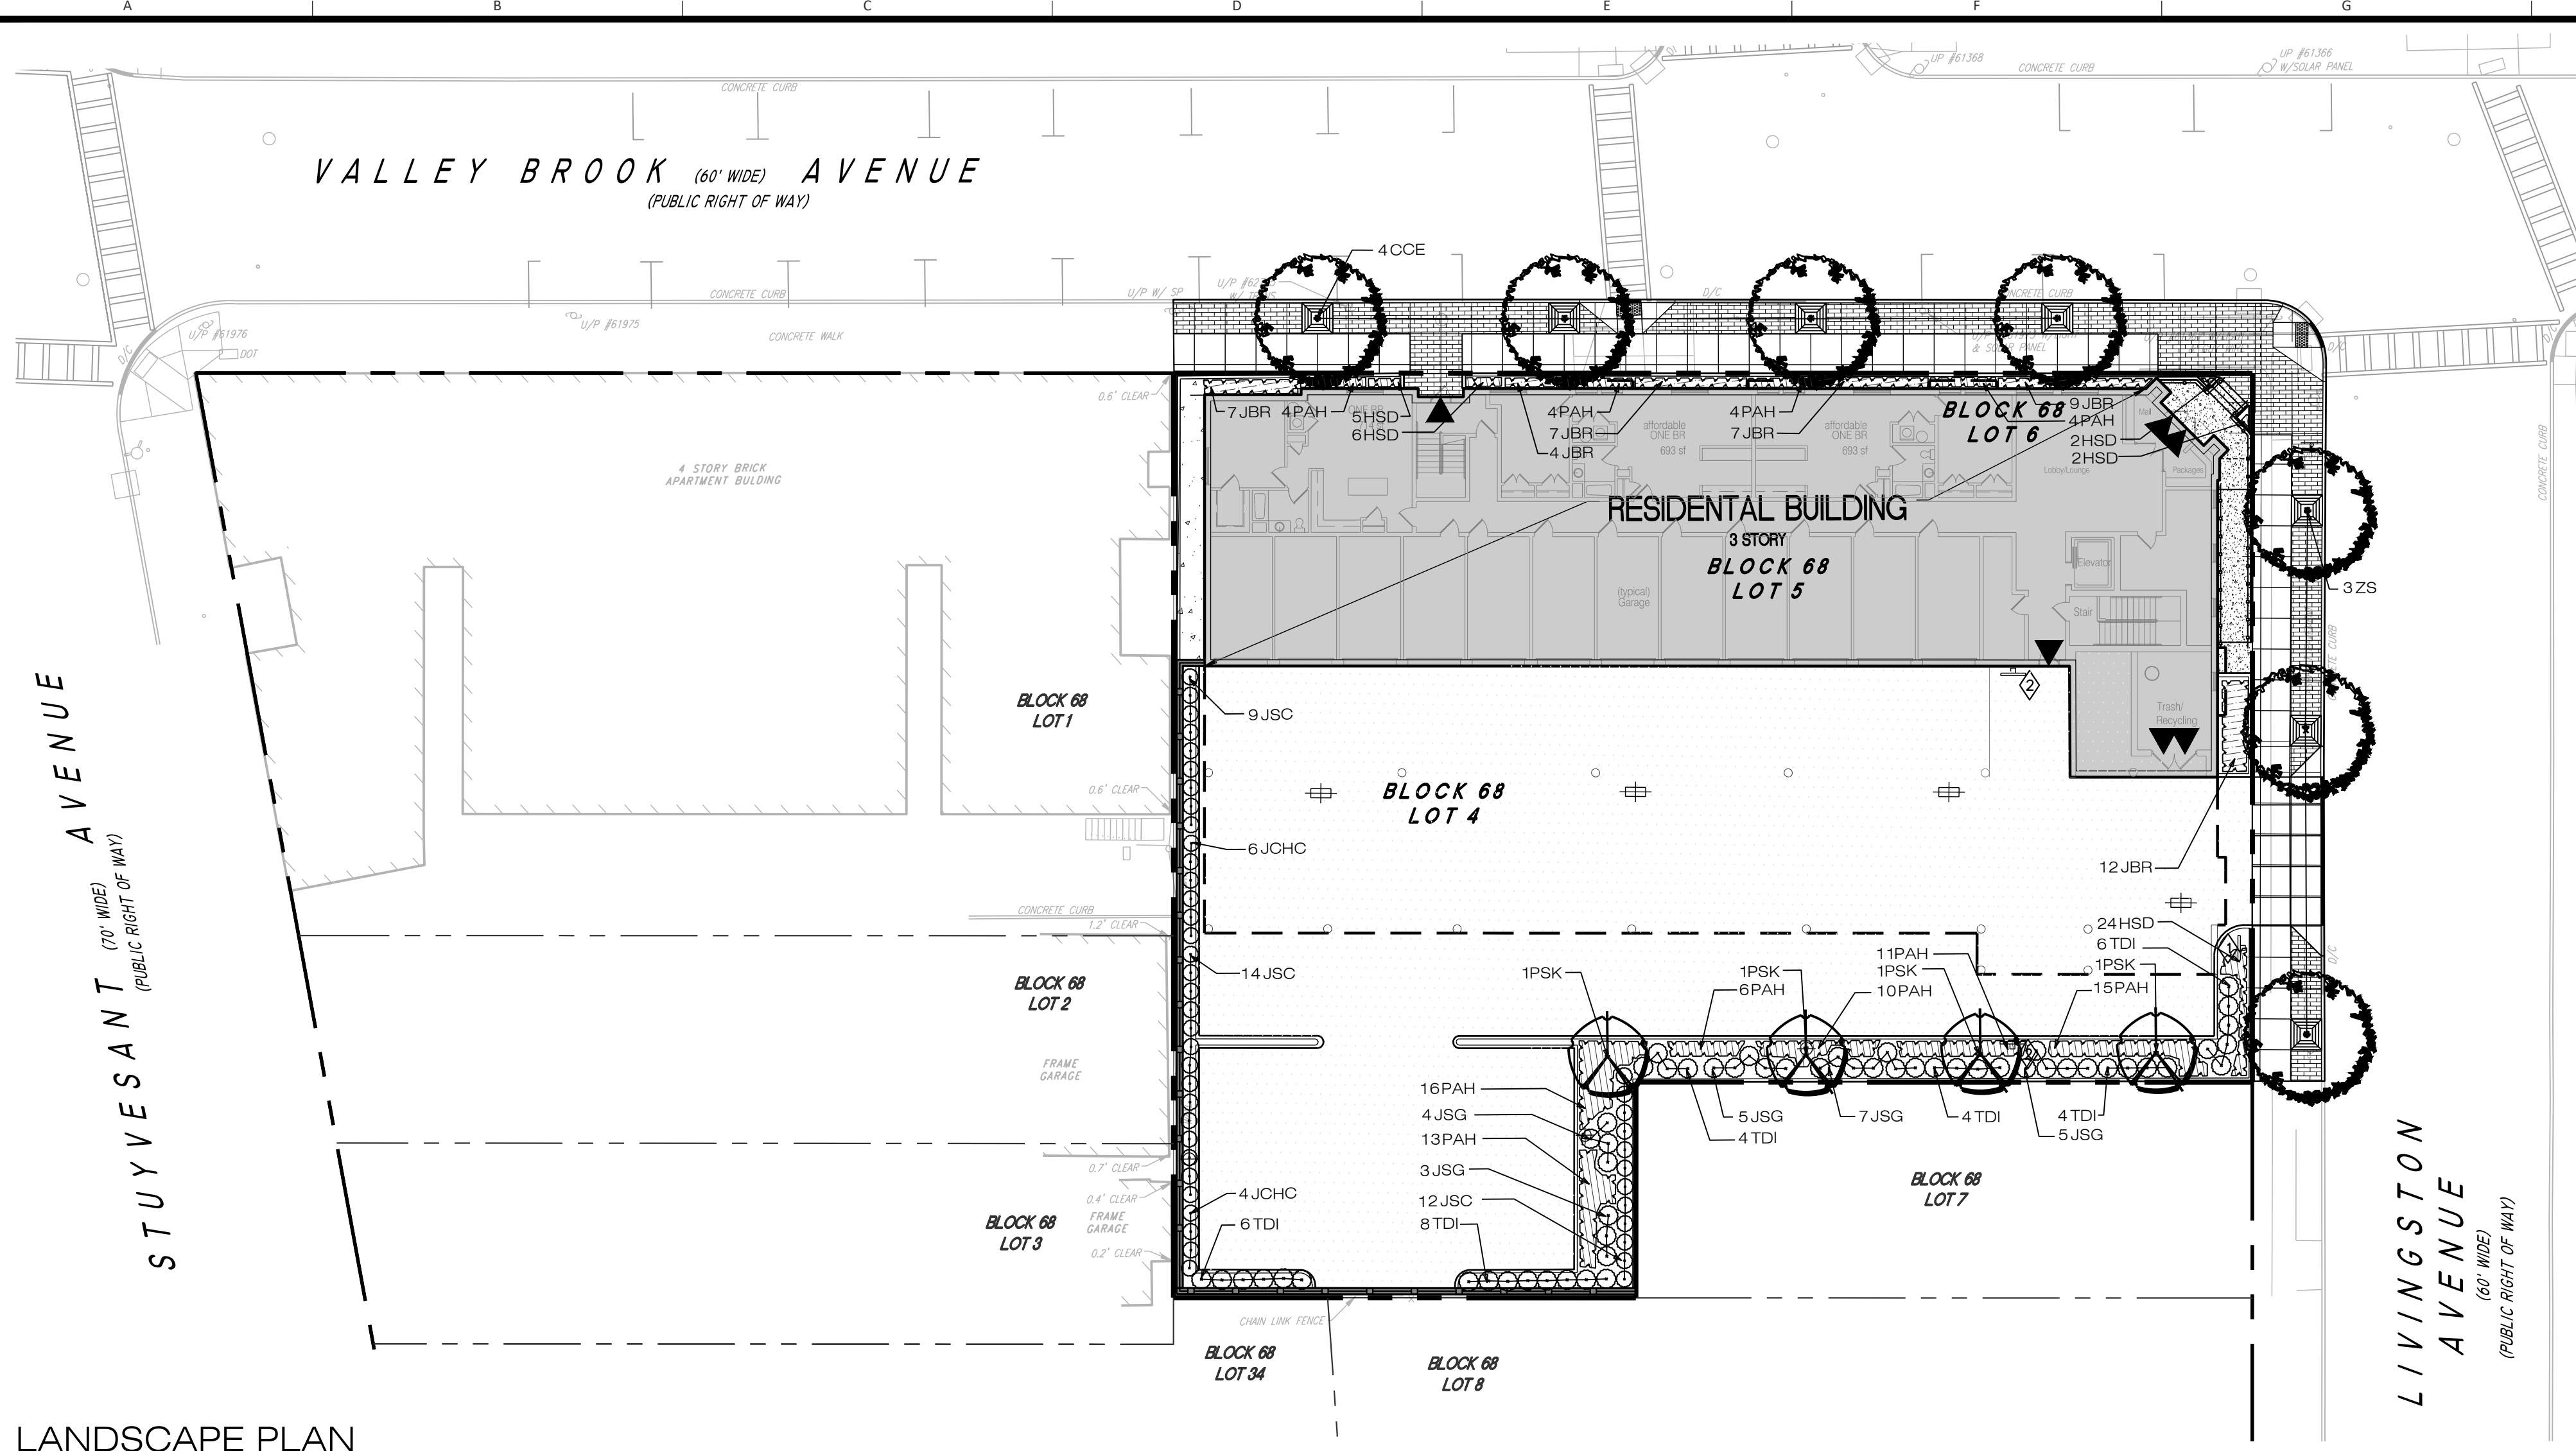 A B C D E F G
UP #61368
CONCRETE CURB
UP #61366
W/SOLAR PANEL
CONCRETE CURB
VALLEY BROOK (60' WIDE) AVENUE
(PUBLIC RIGHT OF WAY)
4 CCE
CONCRETE CURB
U/P W/ SP
D/C
U/P #61976
U/P #61975
CONCRETE WALK
DOT
D/C
D/C
D/C
& SOLAR PANEL
0.6' CLEAR
7 JBR
4 PAH
5 HSD
6 HSD
4 PAH
7 JBR
4 JBR
4 PAH
7 JBR
BLOCK 68
LOT 6
9 JBR
4 PAH
2 HSD
2 HSD
Mail
affordable
ONE BR
693 sf
affordable
ONE BR
693 sf
Lobby/Lounge
Packages
CONCRETE CURB
4 STORY BRICK
APARTMENT BULDING
RESIDENTAL BUILDING
3 STORY
BLOCK 68
LOT 5
(typical)
Garage
Elevator
Stair
3 ZS
2
BLOCK 68
LOT 1
9 JSC
Trash/
Recycling
0.6' CLEAR
BLOCK 68
LOT 4
6 JCHC
12 JBR
STUYVESANT AVENUE
(70' WIDE)
(PUBLIC RIGHT OF WAY)
CONCRETE CURB
1.2' CLEAR
24 HSD
6 TDI
1 PSK
15 PAH
BLOCK 68
LOT 2
14 JSC
1 PSK
1 PSK
6 PAH
11 PAH
1 PSK
10 PAH
D/C
FRAME
GARAGE
16 PAH
4 JSG
13 PAH
3 JSG
12 JSC
8 TDI
5 JSG
4 TDI
7 JSG
4 TDI
4 TDI
5 JSG
0.7' CLEAR
0.4' CLEAR
FRAME
GARAGE
0.2' CLEAR
4 JCHC
6 TDI
BLOCK 68
LOT 3
BLOCK 68
LOT 7
LIVINGSTON
AVENUE
(60' WIDE)
(PUBLIC RIGHT OF WAY)
CHAIN LINK FENCE
BLOCK 68
LOT 34
BLOCK 68
LOT 8
LANDSCAPE PLAN